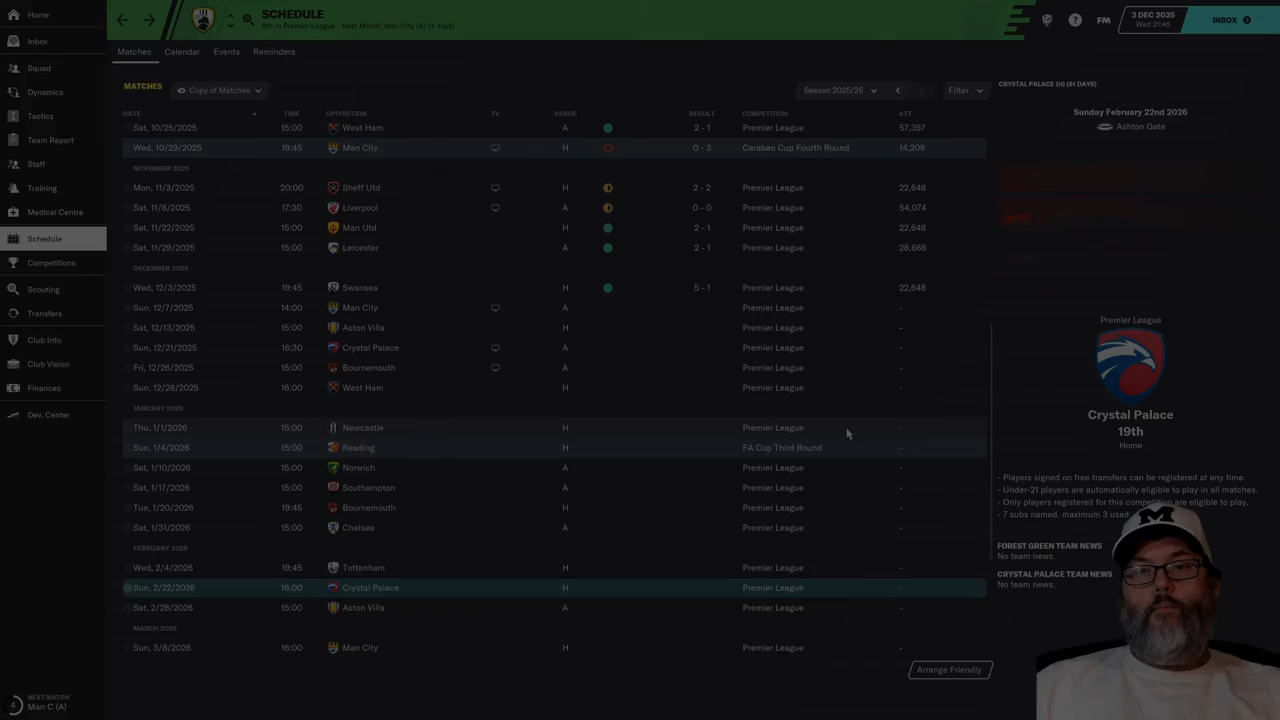 Home
SCHEDULE
9th in Premier League - Next Match: Man City (A) (4 days)
FM
3 DEC 2025
Wed 21:45
INBOX
Inbox
Squad
Dynamics
Tactics
Team Report
Staff
Training
Medical Centre
Schedule
Competitions
Scouting
Transfers
Club Info
Club Vision
Finances
Dev. Center
4
NEXT MATCH
Man C (A)
Matches Calendar Events Reminders
MATCHES Copy of Matches Season 2025/26 Filter
DATE TIME OPPOSITION TV VENUE RESULT COMPETITION ATT
Sat, 10/25/2025 15:00 West Ham A 2 - 1 Premier League 57,397
Wed, 10/29/2025 19:45 Man City H 0 - 3 Carabao Cup Fourth Round 14,209
NOVEMBER 2025
Mon, 11/3/2025 20:00 Sheff Utd H 2 - 2 Premier League 22,648
Sat, 11/8/2025 17:30 Liverpool A 0 - 0 Premier League 54,074
Sat, 11/22/2025 15:00 Man Utd H 2 - 1 Premier League 22,648
Sat, 11/29/2025 15:00 Leicester A 2 - 1 Premier League 28,668
DECEMBER 2025
Wed, 12/3/2025 19:45 Swansea H 5 - 1 Premier League 22,648
Sun, 12/7/2025 14:00 Man City A Premier League -
Sat, 12/13/2025 15:00 Aston Villa H Premier League -
Sun, 12/21/2025 16:30 Crystal Palace A Premier League -
Fri, 12/26/2025 15:00 Bournemouth A Premier League -
Sun, 12/28/2025 16:00 West Ham H Premier League -
JANUARY 2026
Thu, 1/1/2026 15:00 Newcastle H Premier League -
Sun, 1/4/2026 15:00 Reading H FA Cup Third Round -
Sat, 1/10/2026 15:00 Norwich A Premier League -
Sat, 1/17/2026 15:00 Southampton A Premier League -
Tue, 1/20/2026 19:45 Bournemouth H Premier League -
Sat, 1/31/2026 15:00 Chelsea A Premier League -
FEBRUARY 2026
Wed, 2/4/2026 19:45 Tottenham H Premier League -
Sun, 2/22/2026 16:00 Crystal Palace H Premier League -
Sat, 2/28/2026 15:00 Aston Villa A Premier League -
MARCH 2026
Sun, 3/8/2026 16:00 Man City H Premier League -
Arrange Friendly
CRYSTAL PALACE (H) (81 DAYS)
Sunday February 22nd 2026
Ashton Gate
Premier League
Crystal Palace
19th
Home
- Players signed on free transfers can be registered at any time.
- Under-21 players are automatically eligible to play in all matches.
- Only players registered for this competition are eligible to play.
- 7 subs named, maximum 3 used
FOREST GREEN TEAM NEWS
No team news.
CRYSTAL PALACE TEAM NEWS
No team news.
M